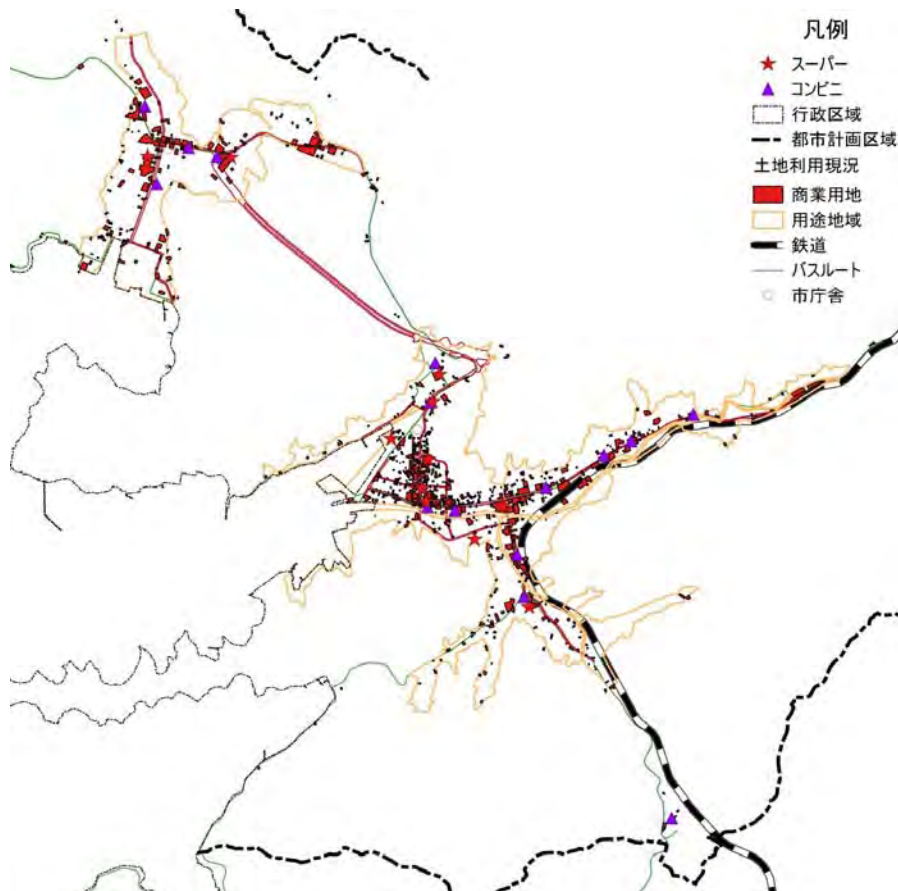 凡例
スーパー
コンビニ
行政区域
都市計画区域
土地利用現況
商業用地
用途地域
鉄道
バスルート
市庁舎